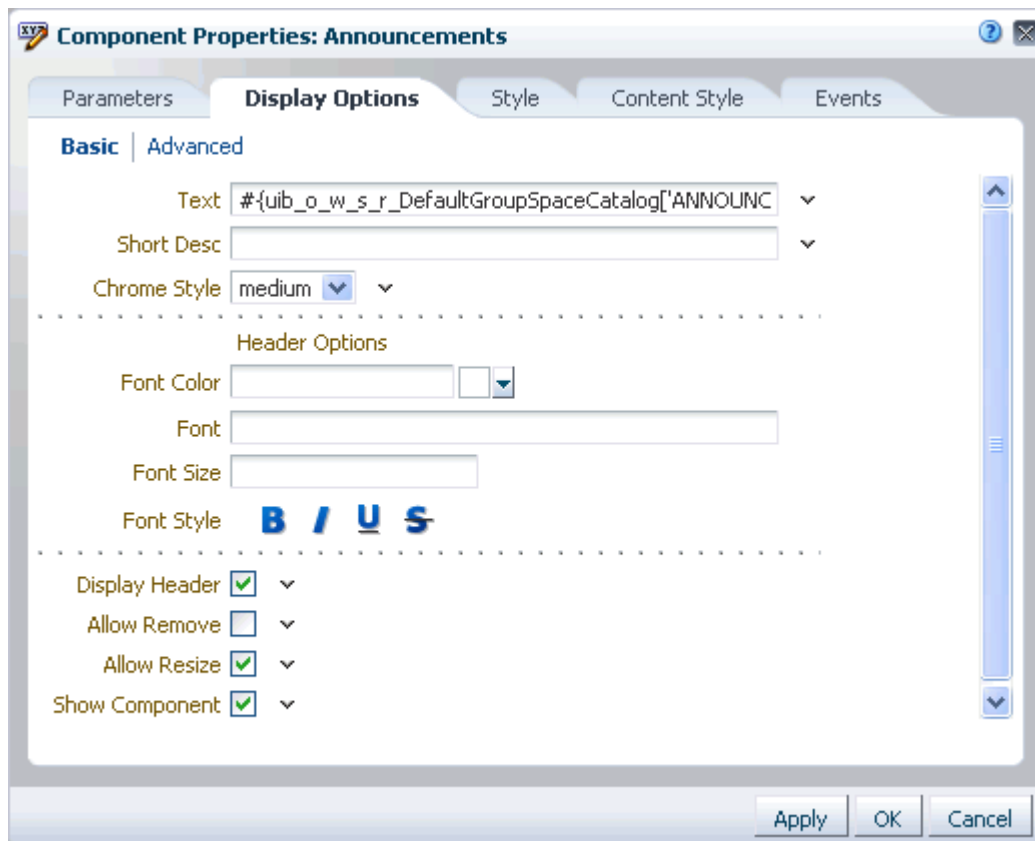 Component Properties: Announcements
Parameters Display Options Style Content Style Events
Basic Advanced
Text #{uib_o_w_s_r_DefaultGroupSpaceCatalog['ANNOUNC
Short Desc
Chrome Style medium
Header Options
Font Color
Font
Font Size
Font Style B I U S
Display Header
Allow Remove
Allow Resize
Show Component
Apply OK Cancel